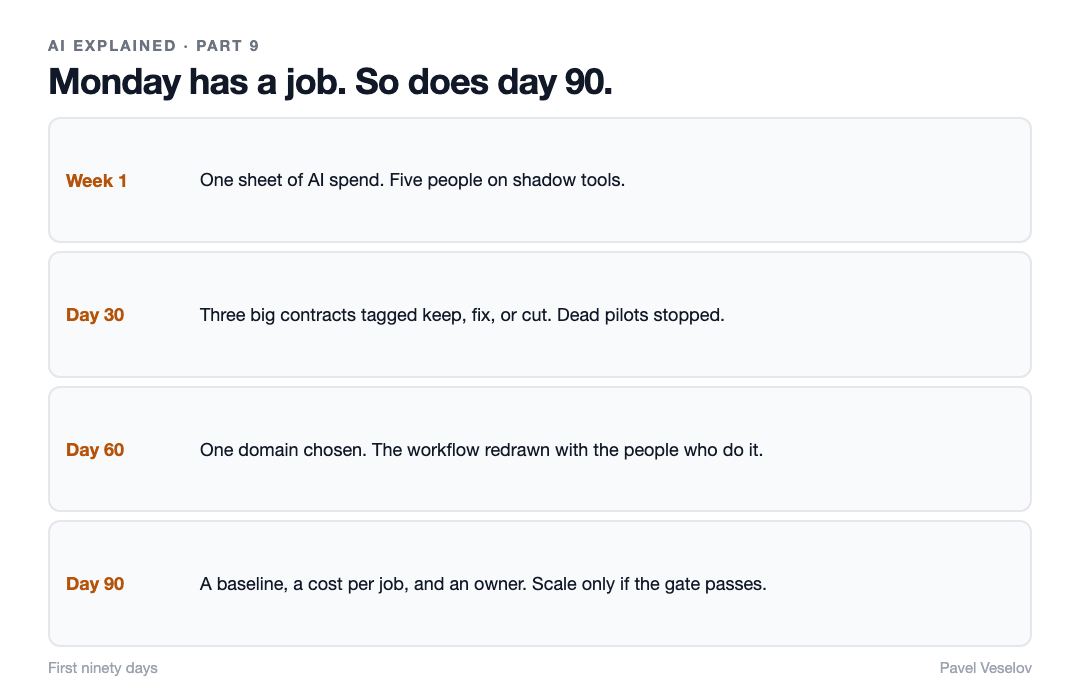 AI EXPLAINED · PART 9
Monday has a job. So does day 90.
Week 1
One sheet of AI spend. Five people on shadow tools.
Day 30
Three big contracts tagged keep, fix, or cut. Dead pilots stopped.
Day 60
One domain chosen. The workflow redrawn with the people who do it.
Day 90
A baseline, a cost per job, and an owner. Scale only if the gate passes.
First ninety days
Pavel Veselov